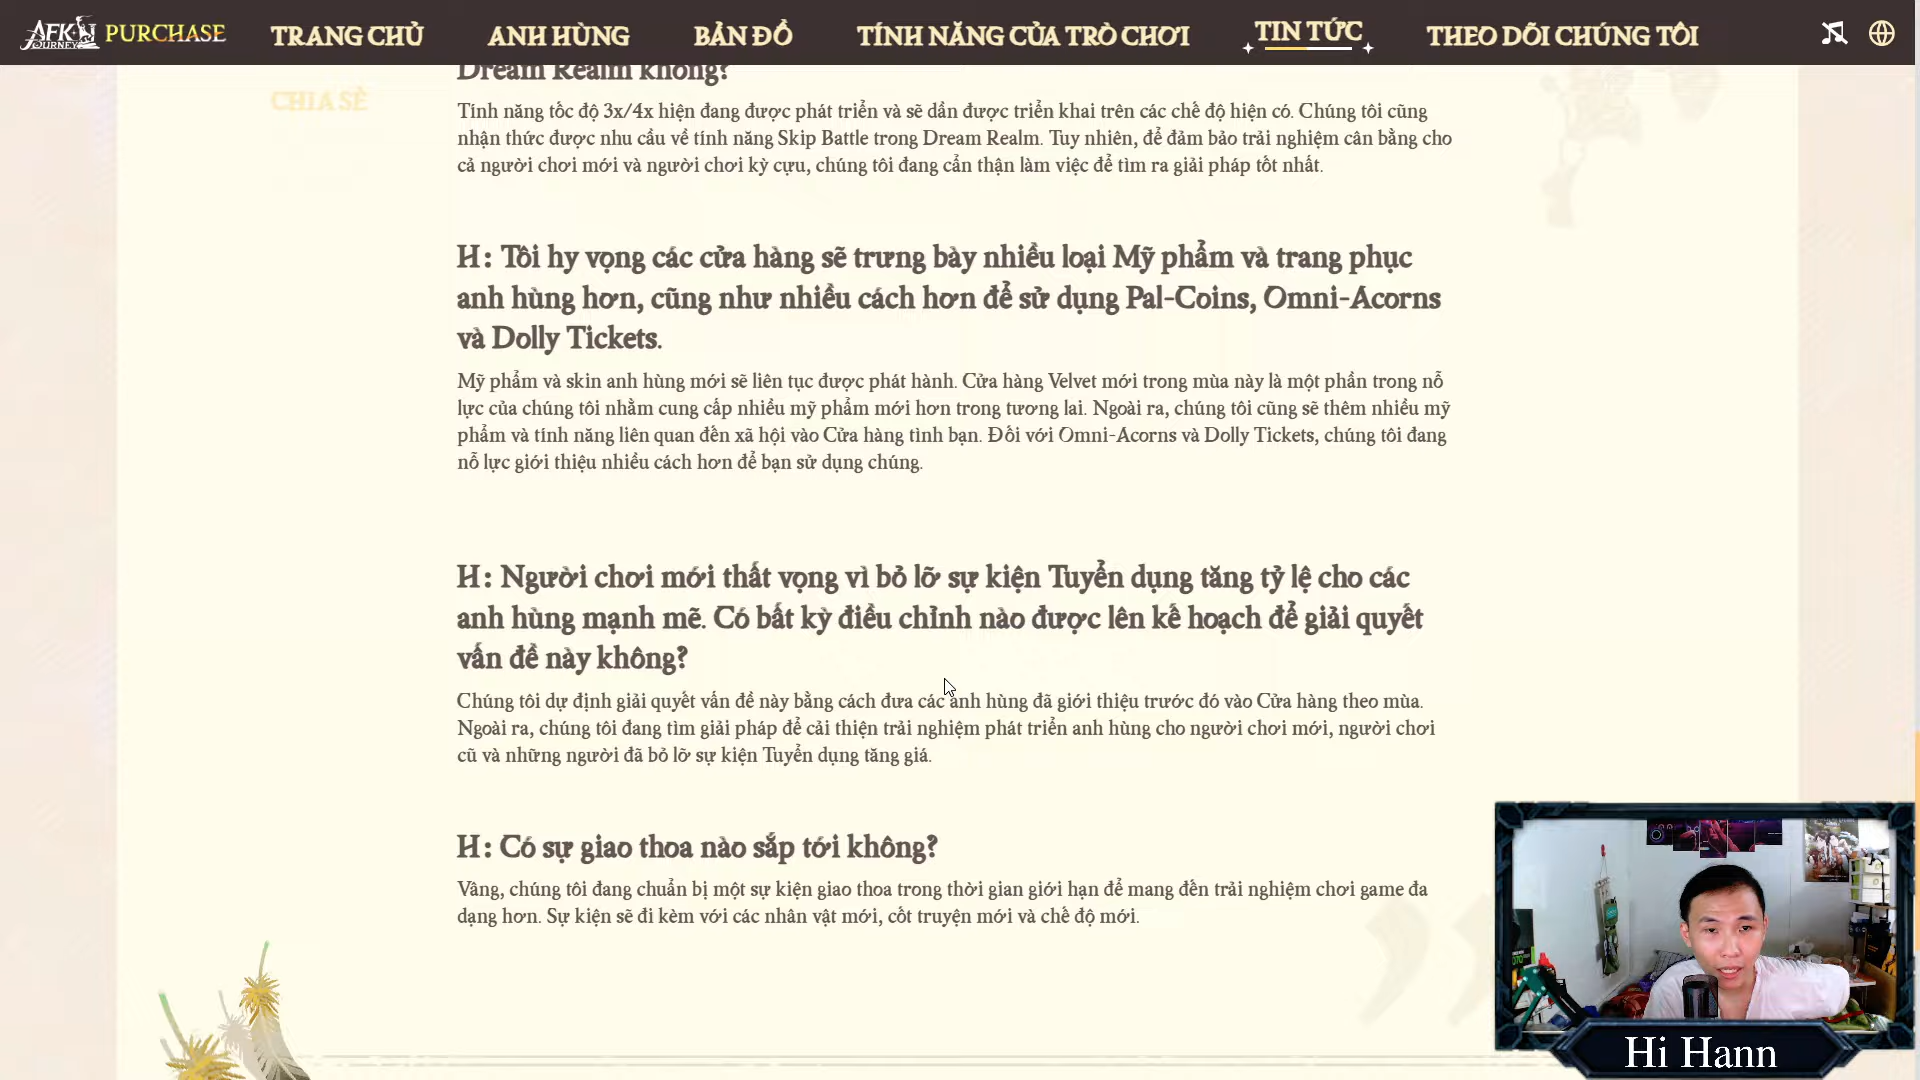 AFK JOURNEY PURCHASE TRANG CHỦ ANH HÙNG BẢN ĐỒ TÍNH NĂNG CỦA TRÒ CHƠI TIN TỨC THEO DÕI CHÚNG TÔI
Dream Realm không?
CHIA SẺ
Tính năng tốc độ 3x/4x hiện đang được phát triển và sẽ dần được triển khai trên các chế độ hiện có. Chúng tôi cũng
nhận thức được nhu cầu về tính năng Skip Battle trong Dream Realm. Tuy nhiên, để đảm bảo trải nghiệm cân bằng cho
cả người chơi mới và người chơi kỳ cựu, chúng tôi đang cẩn thận làm việc để tìm ra giải pháp tốt nhất.
H: Tôi hy vọng các cửa hàng sẽ trưng bày nhiều loại Mỹ phẩm và trang phục
anh hùng hơn, cũng như nhiều cách hơn để sử dụng Pal-Coins, Omni-Acorns
và Dolly Tickets.
Mỹ phẩm và skin anh hùng mới sẽ liên tục được phát hành. Cửa hàng Velvet mới trong mùa này là một phần trong nỗ
lực của chúng tôi nhằm cung cấp nhiều mỹ phẩm mới hơn trong tương lai. Ngoài ra, chúng tôi cũng sẽ thêm nhiều mỹ
phẩm và tính năng liên quan đến xã hội vào Cửa hàng tình bạn. Đối với Omni-Acorns và Dolly Tickets, chúng tôi đang
nỗ lực giới thiệu nhiều cách hơn để bạn sử dụng chúng.
H: Người chơi mới thất vọng vì bỏ lỡ sự kiện Tuyển dụng tăng tỷ lệ cho các
anh hùng mạnh mẽ. Có bất kỳ điều chỉnh nào được lên kế hoạch để giải quyết
vấn đề này không?
Chúng tôi dự định giải quyết vấn đề này bằng cách đưa các anh hùng đã giới thiệu trước đó vào Cửa hàng theo mùa.
Ngoài ra, chúng tôi đang tìm giải pháp để cải thiện trải nghiệm phát triển anh hùng cho người chơi mới, người chơi
cũ và những người đã bỏ lỡ sự kiện Tuyển dụng tăng giá.
H: Có sự giao thoa nào sắp tới không?
Vâng, chúng tôi đang chuẩn bị một sự kiện giao thoa trong thời gian giới hạn để mang đến trải nghiệm chơi game đa
dạng hơn. Sự kiện sẽ đi kèm với các nhân vật mới, cốt truyện mới và chế độ mới.
Hi Hann